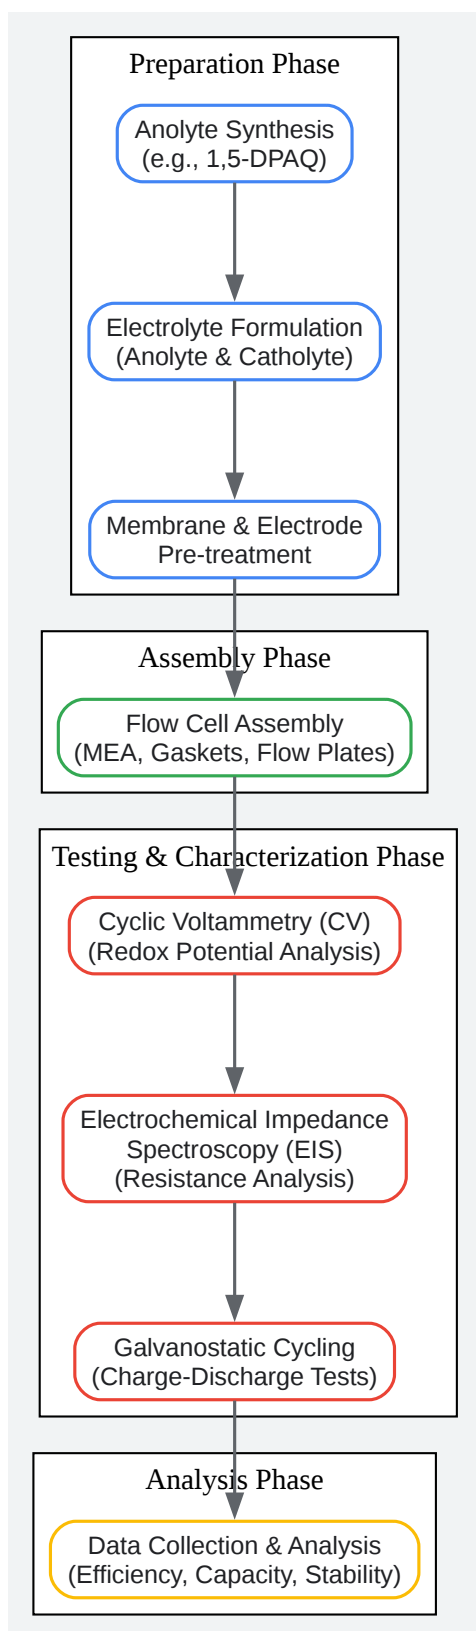 Preparation Phase
Anolyte Synthesis
(e.g., 1,5-DPAQ)
Electrolyte Formulation
(Anolyte & Catholyte)
Membrane & Electrode
Pre-treatment
Assembly Phase
Flow Cell Assembly
(MEA, Gaskets, Flow Plates)
Testing & Characterization Phase
Cyclic Voltammetry (CV)
(Redox Potential Analysis)
Electrochemical Impedance
Spectroscopy (EIS)
(Resistance Analysis)
Galvanostatic Cycling
(Charge-Discharge Tests)
Analysis Phase
Data Collection & Analysis
(Efficiency, Capacity, Stability)